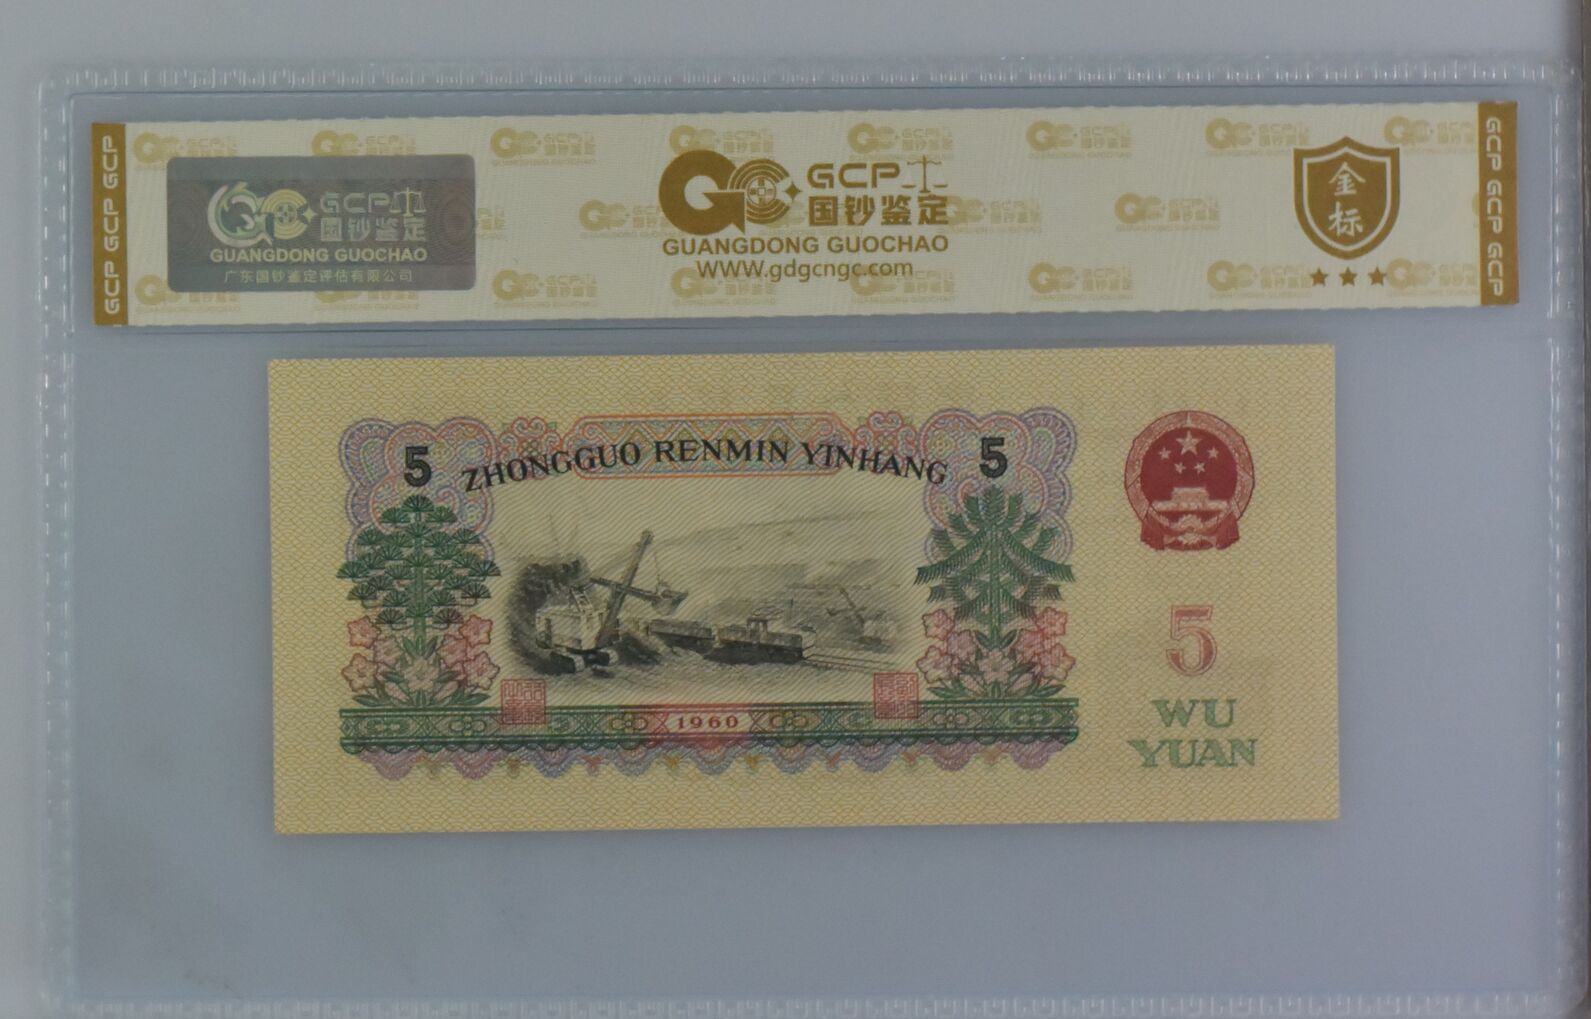 GCP GCP GCP
GCP
国钞鉴定
GUANGDONG GUOCHAO
广东国钞鉴定评估有限公司
GCP
国钞鉴定
GUANGDONG GUOCHAO
WWW.gdgcngc.com
金
标
GCP GCP GCP
5
ZHONGGUO RENMIN YINHANG
5
1960
5
WU
YUAN